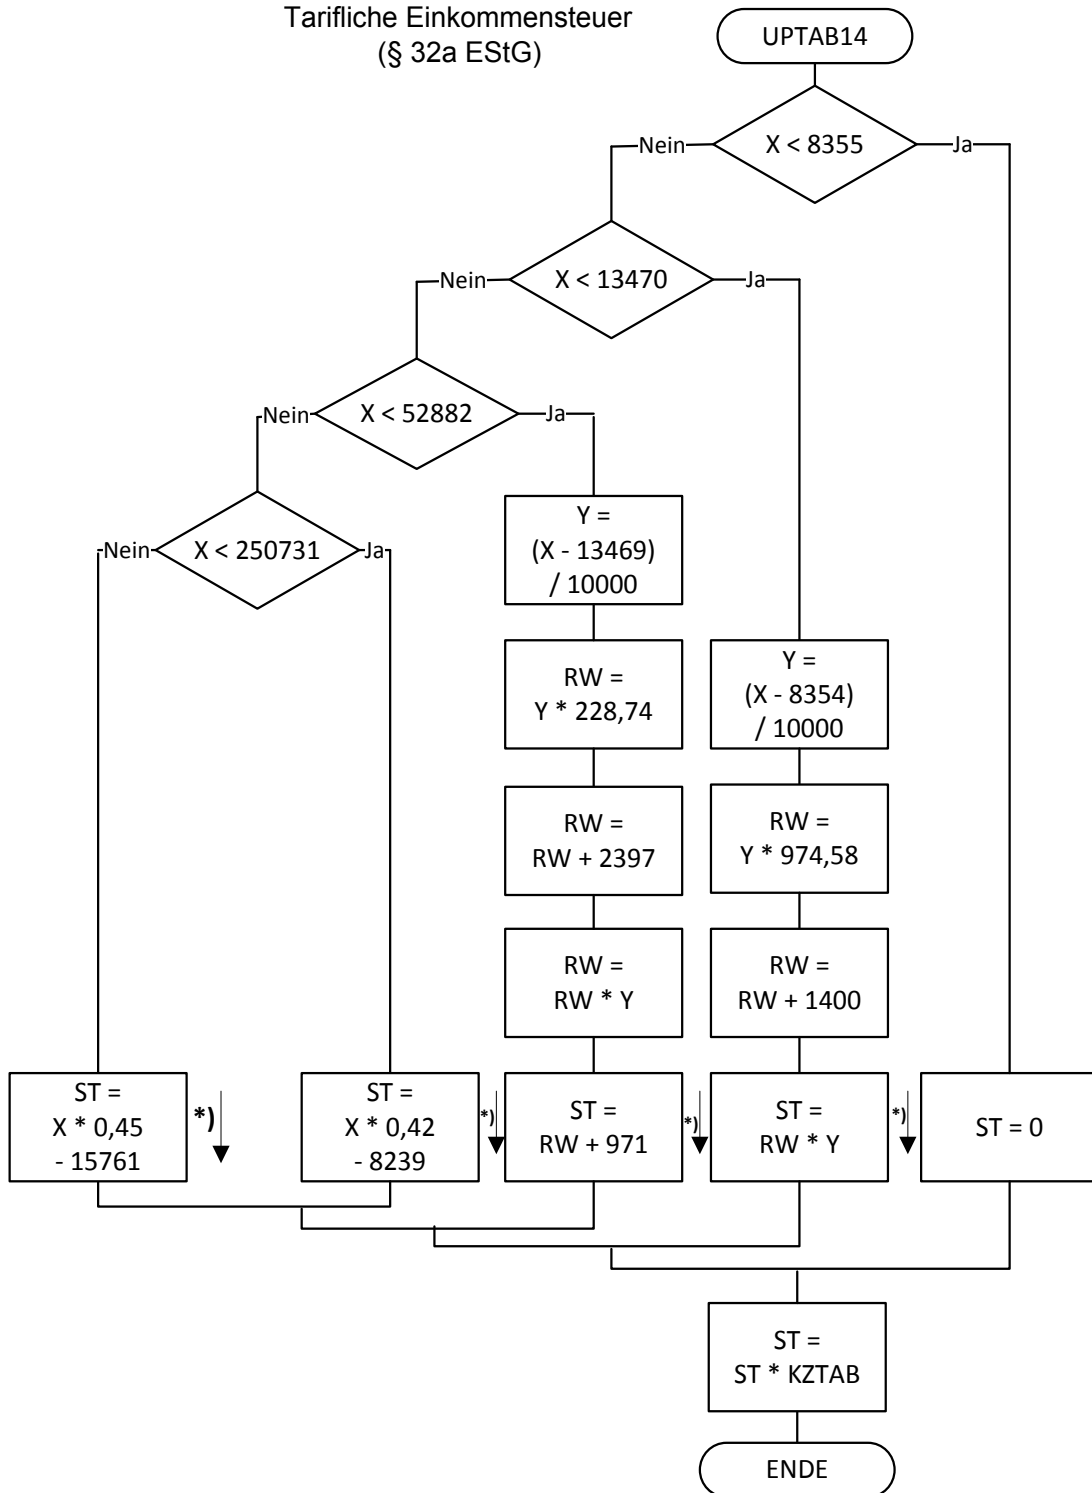 Tarifliche Einkommensteuer
(§ 32a EStG)
UPTAB14
X < 8355
Nein
Ja
X < 13470
Nein
Ja
X < 52882
Nein
Ja
X < 250731
Nein
Ja
Y =
(X - 13469)
/ 10000
RW =
Y * 228,74
Y =
(X - 8354)
/ 10000
RW =
RW + 2397
RW =
Y * 974,58
RW =
RW * Y
RW =
RW + 1400
ST =
X * 0,45
- 15761
*)
ST =
X * 0,42
- 8239
*)
ST =
RW + 971
*)
ST =
RW * Y
*)
ST = 0
ST =
ST * KZTAB
ENDE